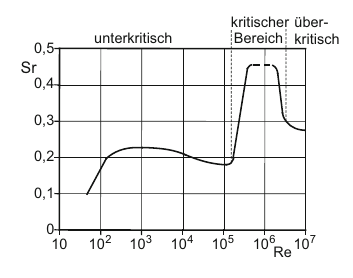 kritischer über-
unterkritisch Bereich kritisch
0,5
Sr
0,4
0,3
0,2
0,1
0
10 10² 10³ 10⁴ 10⁵ 10⁶ 10⁷
Re